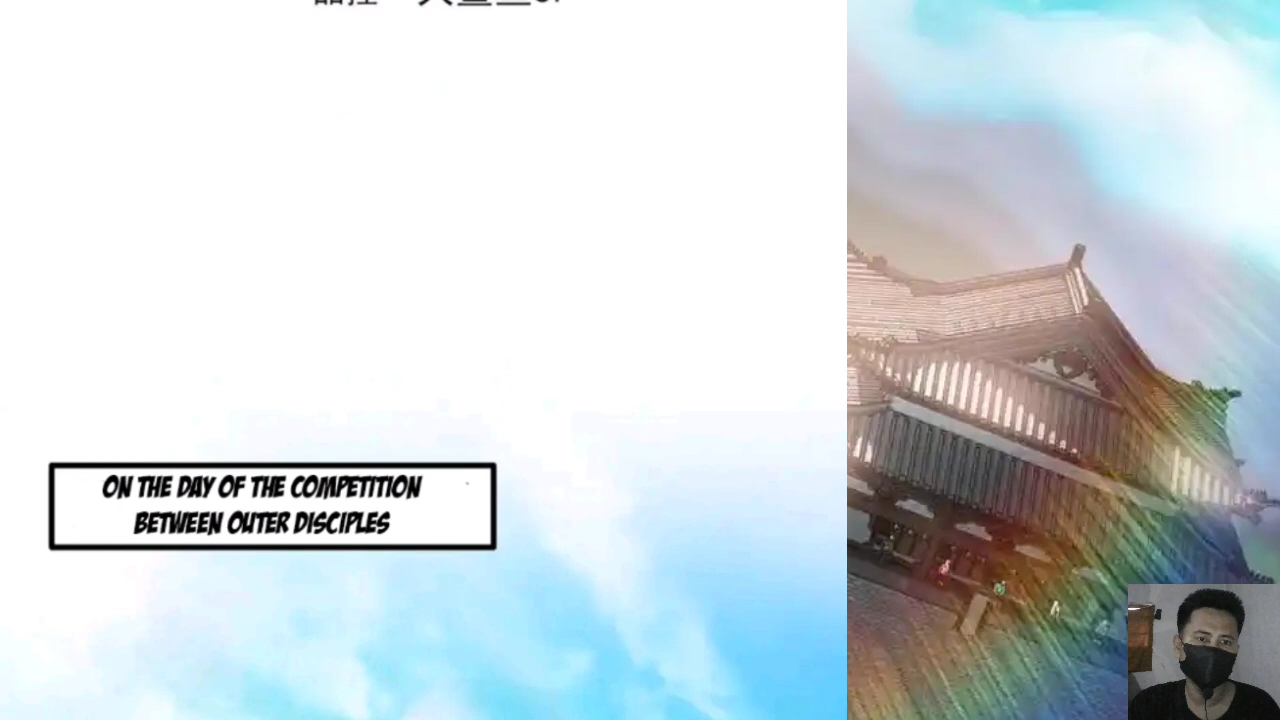 ON THE DAY OF THE COMPETITION
BETWEEN OUTER DISCIPLES